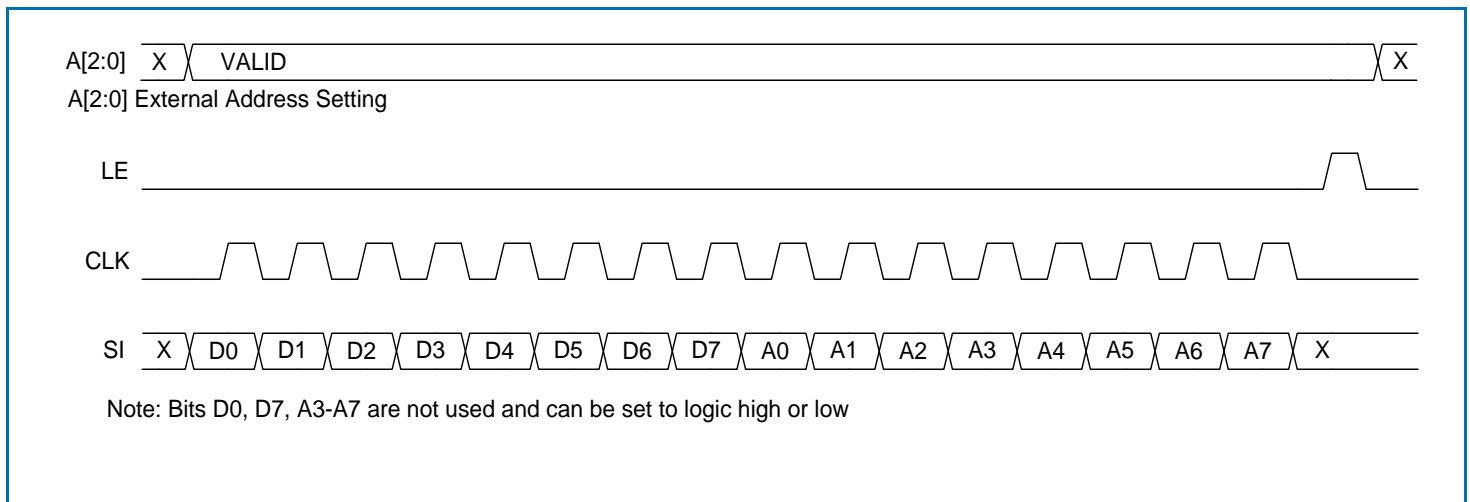 A[2:0] X VALID X
A[2:0] External Address Setting
LE
CLK
SI X D0 D1 D2 D3 D4 D5 D6 D7 A0 A1 A2 A3 A4 A5 A6 A7 X
Note: Bits D0, D7, A3-A7 are not used and can be set to logic high or low